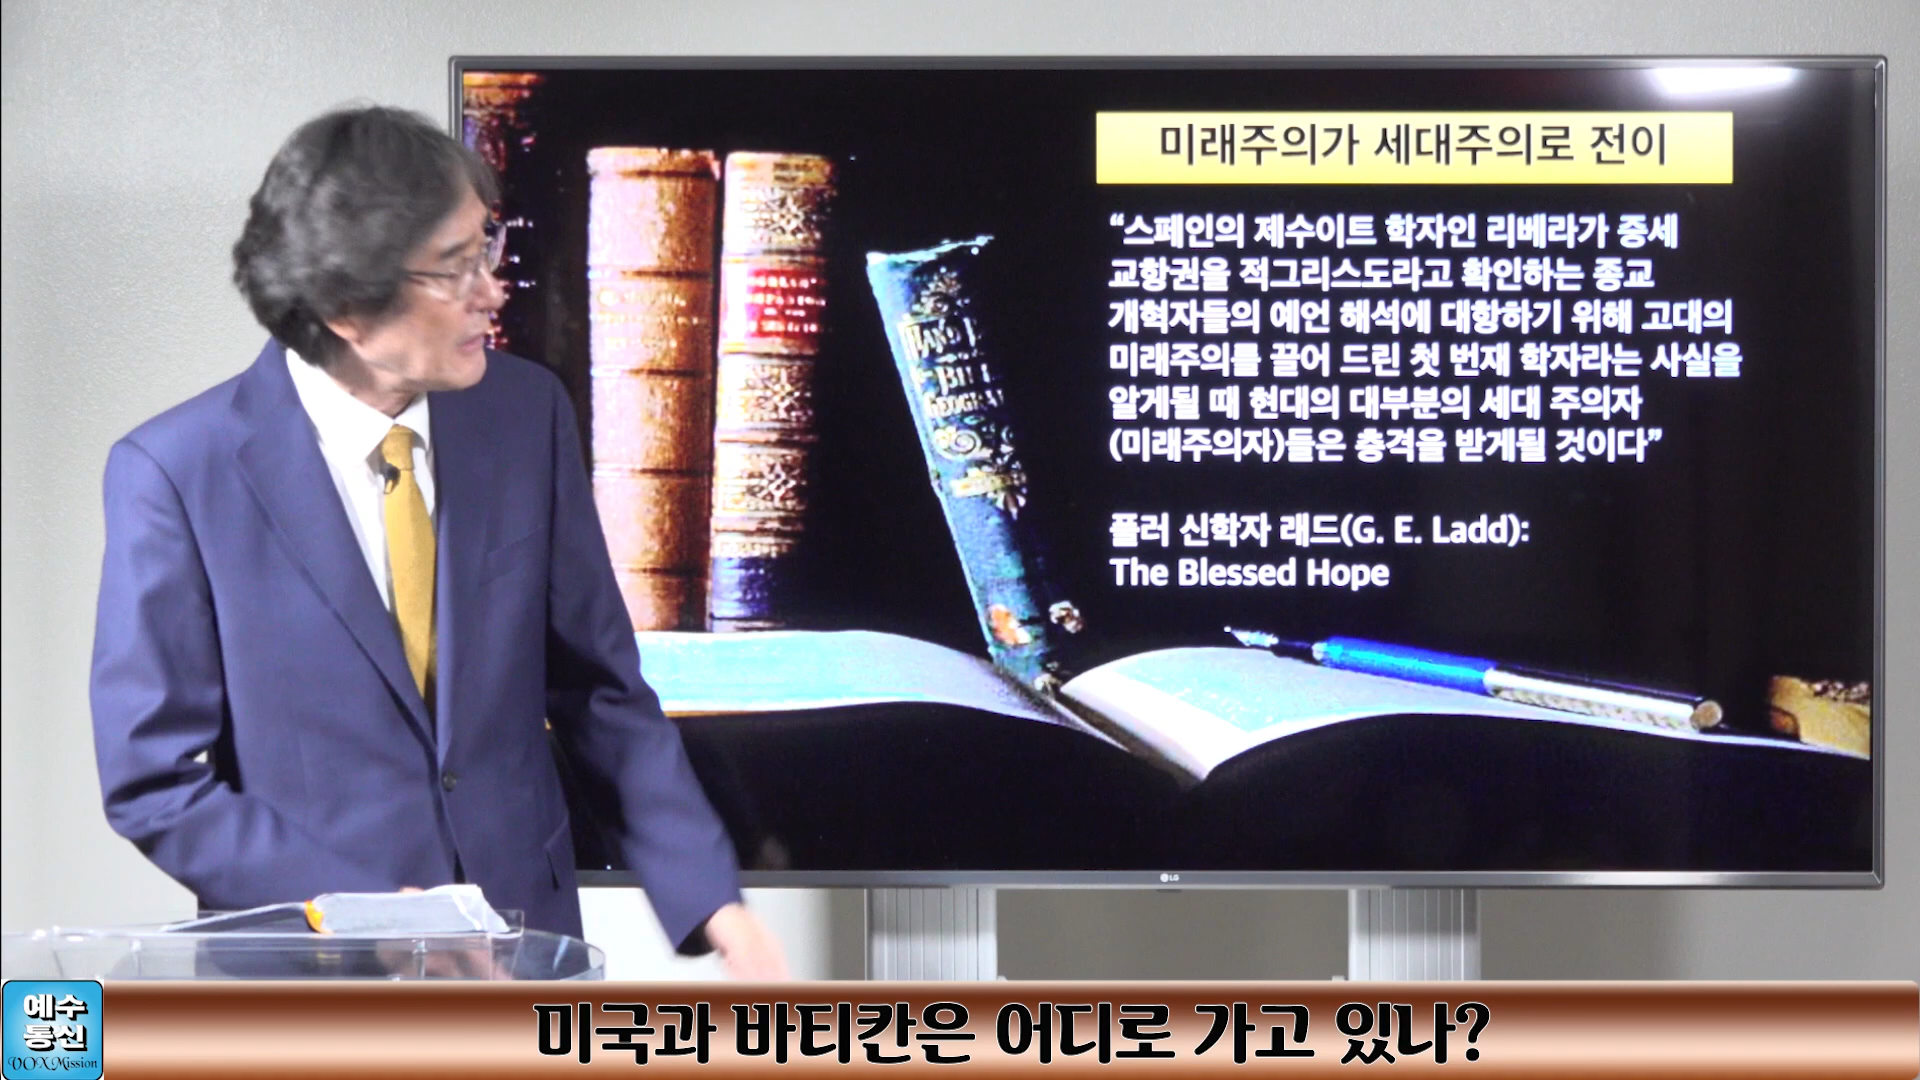 미래주의가 세대주의로 전이
“스페인의 제수이트 학자인 리베라가 중세
교항권을 적그리스도라고 확인하는 종교
개혁자들의 예언 해석에 대항하기 위해 고대의
미래주의를 끌어 드린 첫 번재 학자라는 사실을
알게될 때 현대의 대부분의 세대 주의자
(미래주의자)들은 충격을 받게될 것이다”
풀러 신학자 래드(G. E. Ladd):
The Blessed Hope
LG
예수
통신
VOX Mission
미국과 바티칸은 어디로 가고 있나?